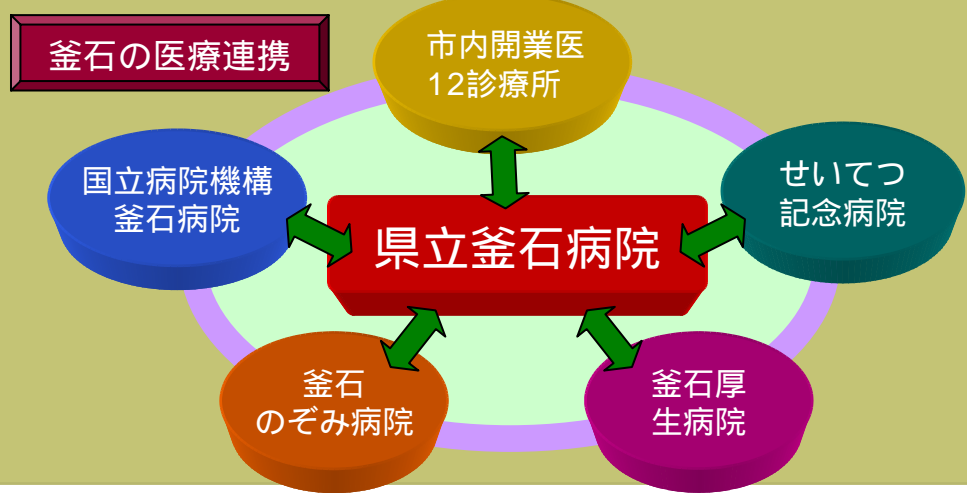 釜石の医療連携
市内開業医
12診療所
国立病院機構
釜石病院
せいてつ
記念病院
県立釜石病院
釜石
のぞみ病院
釜石厚
生病院